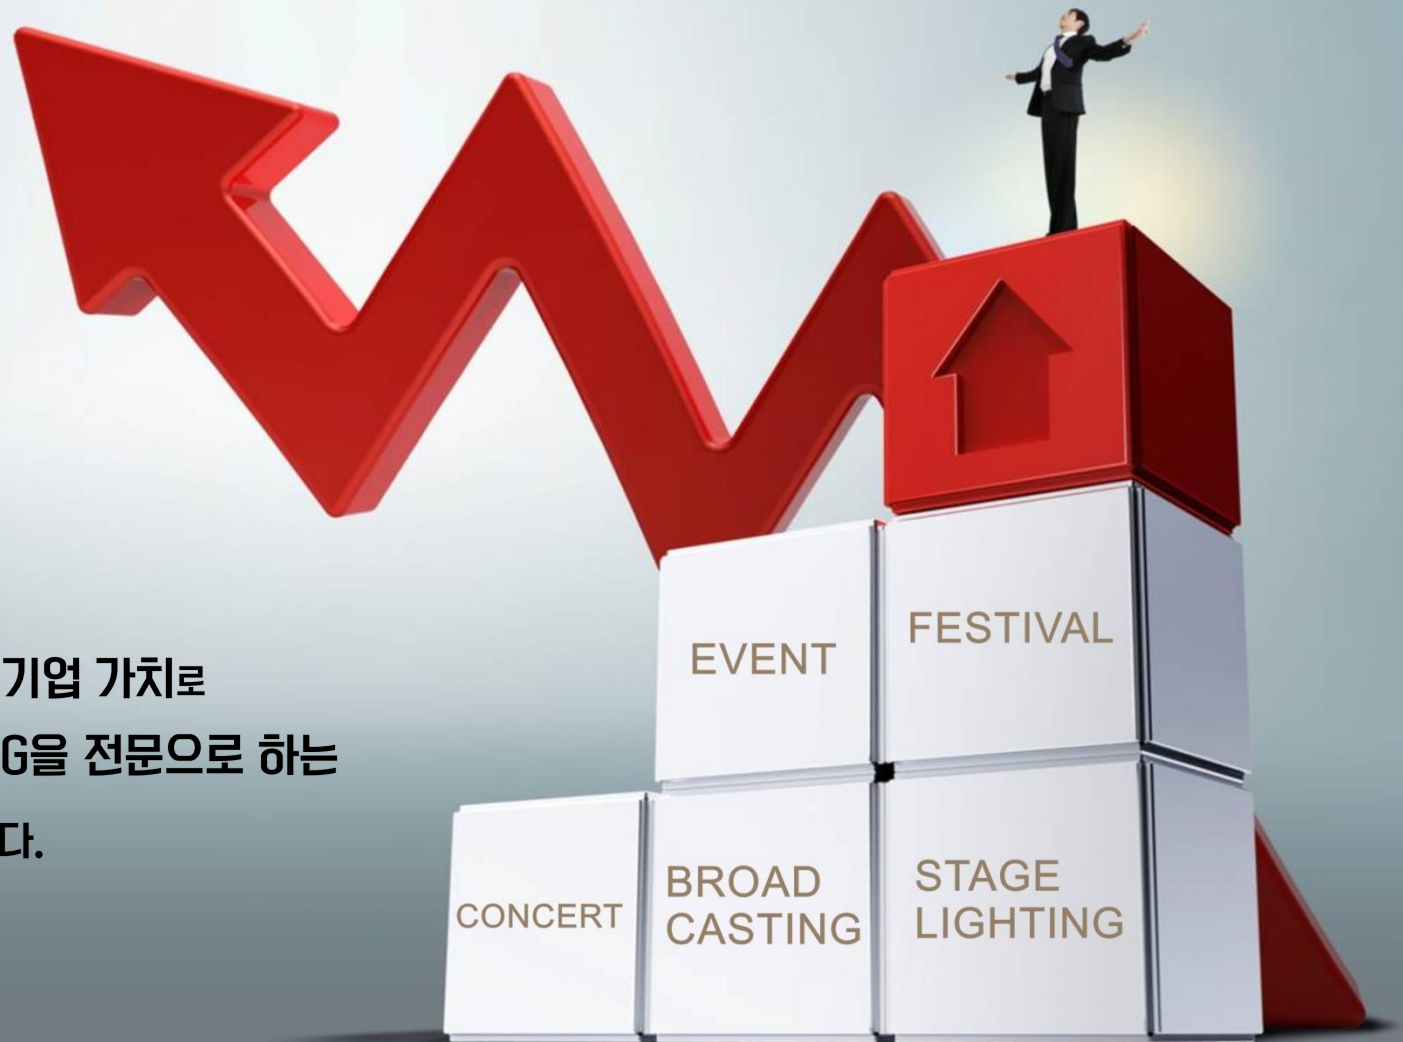 EVENT
FESTIVAL
기업 가치로
G을 전문으로 하는
다.
CONCERT
BROAD
CASTING
STAGE
LIGHTING